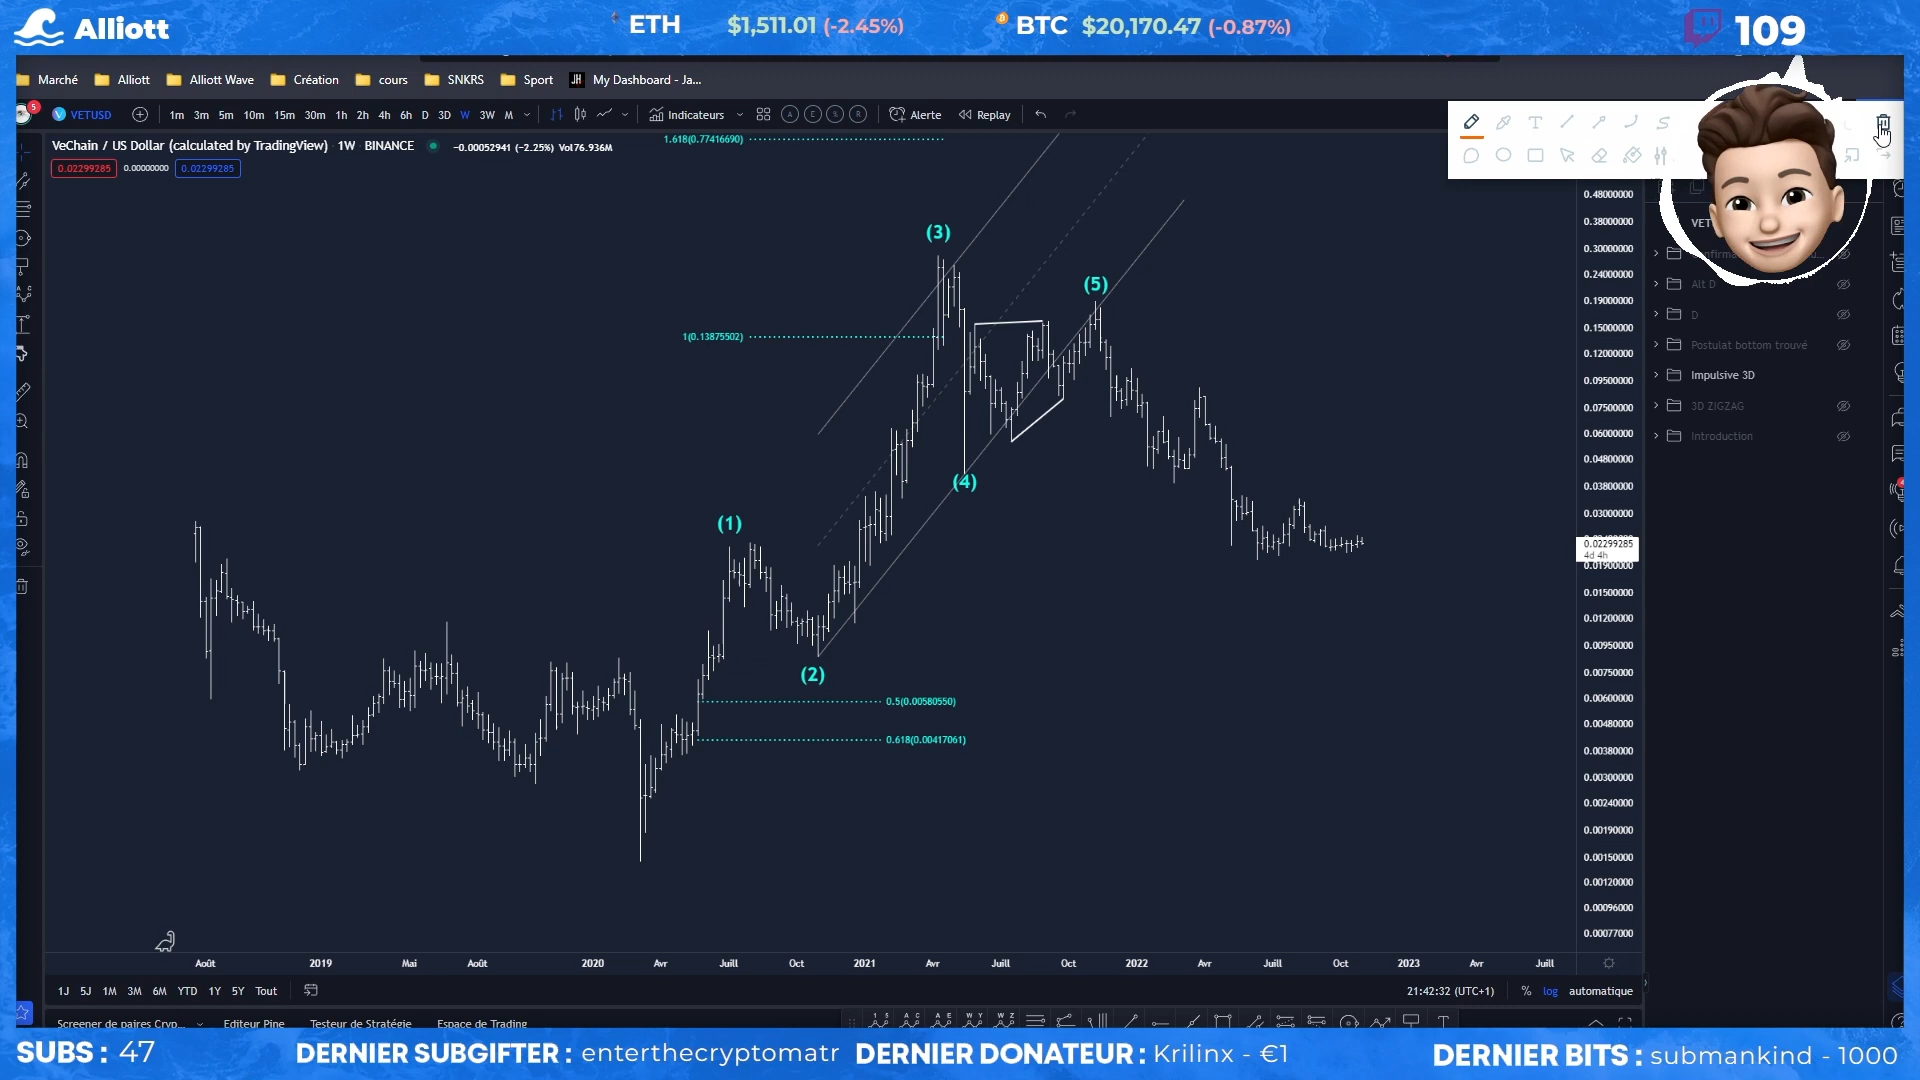 Alliott
ETH $1,511.01 (-2.45%)
BTC $20,170.47 (-0.87%)
109
Marché Alliott Alliott Wave Création cours SNKRS Sport JH My Dashboard - Ja...
5 VETUSD 1m 3m 5m 10m 15m 30m 1h 2h 4h 6h D 3D W 3W M Indicateurs A E % R Alerte Replay
VeChain / US Dollar (calculated by TradingView) 1W BINANCE −0.00052941 (−2.25%) Vol76.936M
0.02299285 0.00000000 0.02299285
1.618(0.77416690)
1(0.13875502)
(3)
(5)
(4)
(1)
(2)
0.5(0.00580550)
0.618(0.00417061)
0.48000000
0.38000000
0.30000000
0.24000000
0.19000000
0.15000000
0.12000000
0.09500000
0.07500000
0.06000000
0.04800000
0.03800000
0.03000000
0.02299285
4d 4h
0.01900000
0.01500000
0.01200000
0.00950000
0.00750000
0.00600000
0.00480000
0.00380000
0.00300000
0.00240000
0.00190000
0.00150000
0.00120000
0.00096000
0.00077000
Alt D
D
Postulat bottom trouvé
Impulsive 3D
3D ZIGZAG
Introduction
Août 2019 Mai Août 2020 Avr Juill Oct 2021 Avr Juill Oct 2022 Avr Juill Oct 2023 Avr Juill
1J 5J 1M 3M 6M YTD 1Y 5Y Tout
21:42:32 (UTC+1) % log automatique
Screener de paires Cryp... Editeur Pine Testeur de Stratégie Espace de Trading
SUBS : 47
DERNIER SUBGIFTER : enterthecryptomatr
DERNIER DONATEUR : Krilinx - €1
DERNIER BITS : submankind - 1000